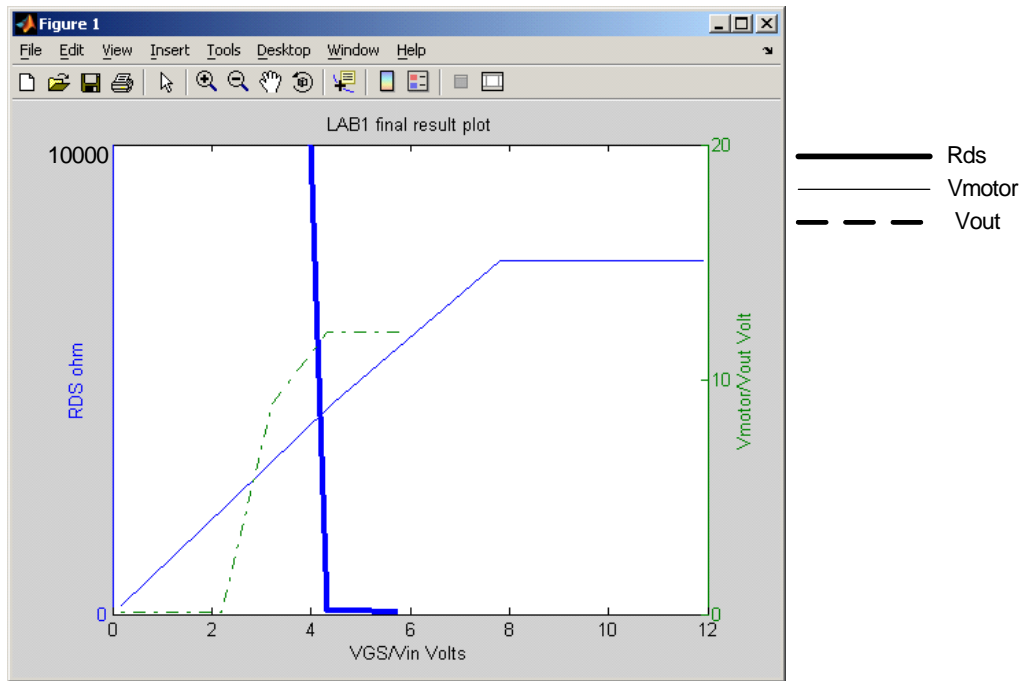 Figure 1
File Edit View Insert Tools Desktop Window Help
LAB1 final result plot
10000
0
RDS ohm
20
10
0
Vmotor/Vout Volt
0 2 4 6 8 10 12
VGS/Vin Volts
Rds
Vmotor
Vout